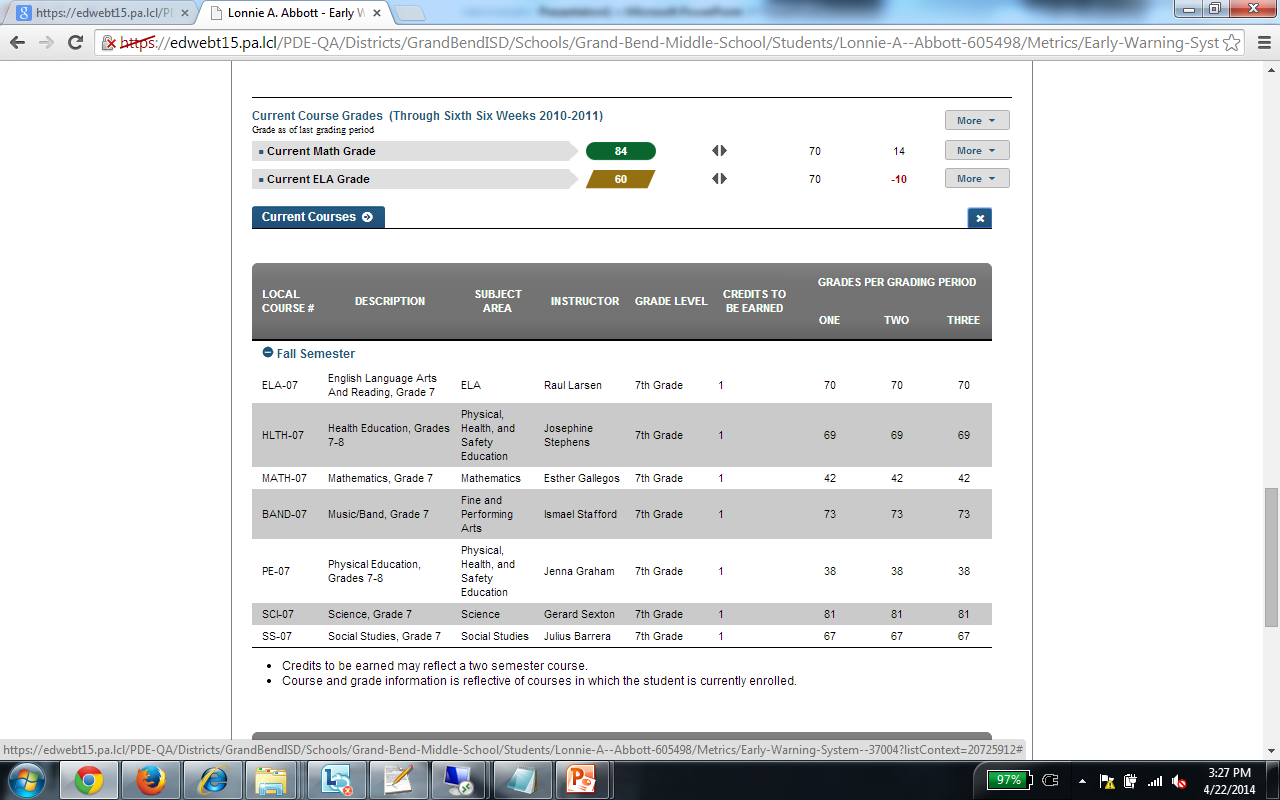 https://edwebt15.pa.lcl/P
Lonnie A. Abbott - Early W
Presentation1 - Microsoft PowerPoint
https://edwebt15.pa.lcl/PDE-QA/Districts/GrandBendISD/Schools/Grand-Bend-Middle-School/Students/Lonnie-A--Abbott-605498/Metrics/Early-Warning-Syst
Current Course Grades (Through Sixth Six Weeks 2010-2011)
Grade as of last grading period
More
Current Math Grade 84 70 14 More
Current ELA Grade 60 70 -10 More
Current Courses
LOCAL COURSE # DESCRIPTION SUBJECT AREA INSTRUCTOR GRADE LEVEL CREDITS TO BE EARNED GRADES PER GRADING PERIOD
ONE TWO THREE
Fall Semester
ELA-07 English Language Arts And Reading, Grade 7 ELA Raul Larsen 7th Grade 1 70 70 70
HLTH-07 Health Education, Grades 7-8 Physical, Health, and Safety Education Josephine Stephens 7th Grade 1 69 69 69
MATH-07 Mathematics, Grade 7 Mathematics Esther Gallegos 7th Grade 1 42 42 42
BAND-07 Music/Band, Grade 7 Fine and Performing Arts Ismael Stafford 7th Grade 1 73 73 73
PE-07 Physical Education, Grades 7-8 Physical, Health, and Safety Education Jenna Graham 7th Grade 1 38 38 38
SCI-07 Science, Grade 7 Science Gerard Sexton 7th Grade 1 81 81 81
SS-07 Social Studies, Grade 7 Social Studies Julius Barrera 7th Grade 1 67 67 67
• Credits to be earned may reflect a two semester course.
• Course and grade information is reflective of courses in which the student is currently enrolled.
https://edwebt15.pa.lcl/PDE-QA/Districts/GrandBendISD/Schools/Grand-Bend-Middle-School/Students/Lonnie-A--Abbott-605498/Metrics/Early-Warning-System--37004?listContext=20725912#
97%
3:27 PM
4/22/2014